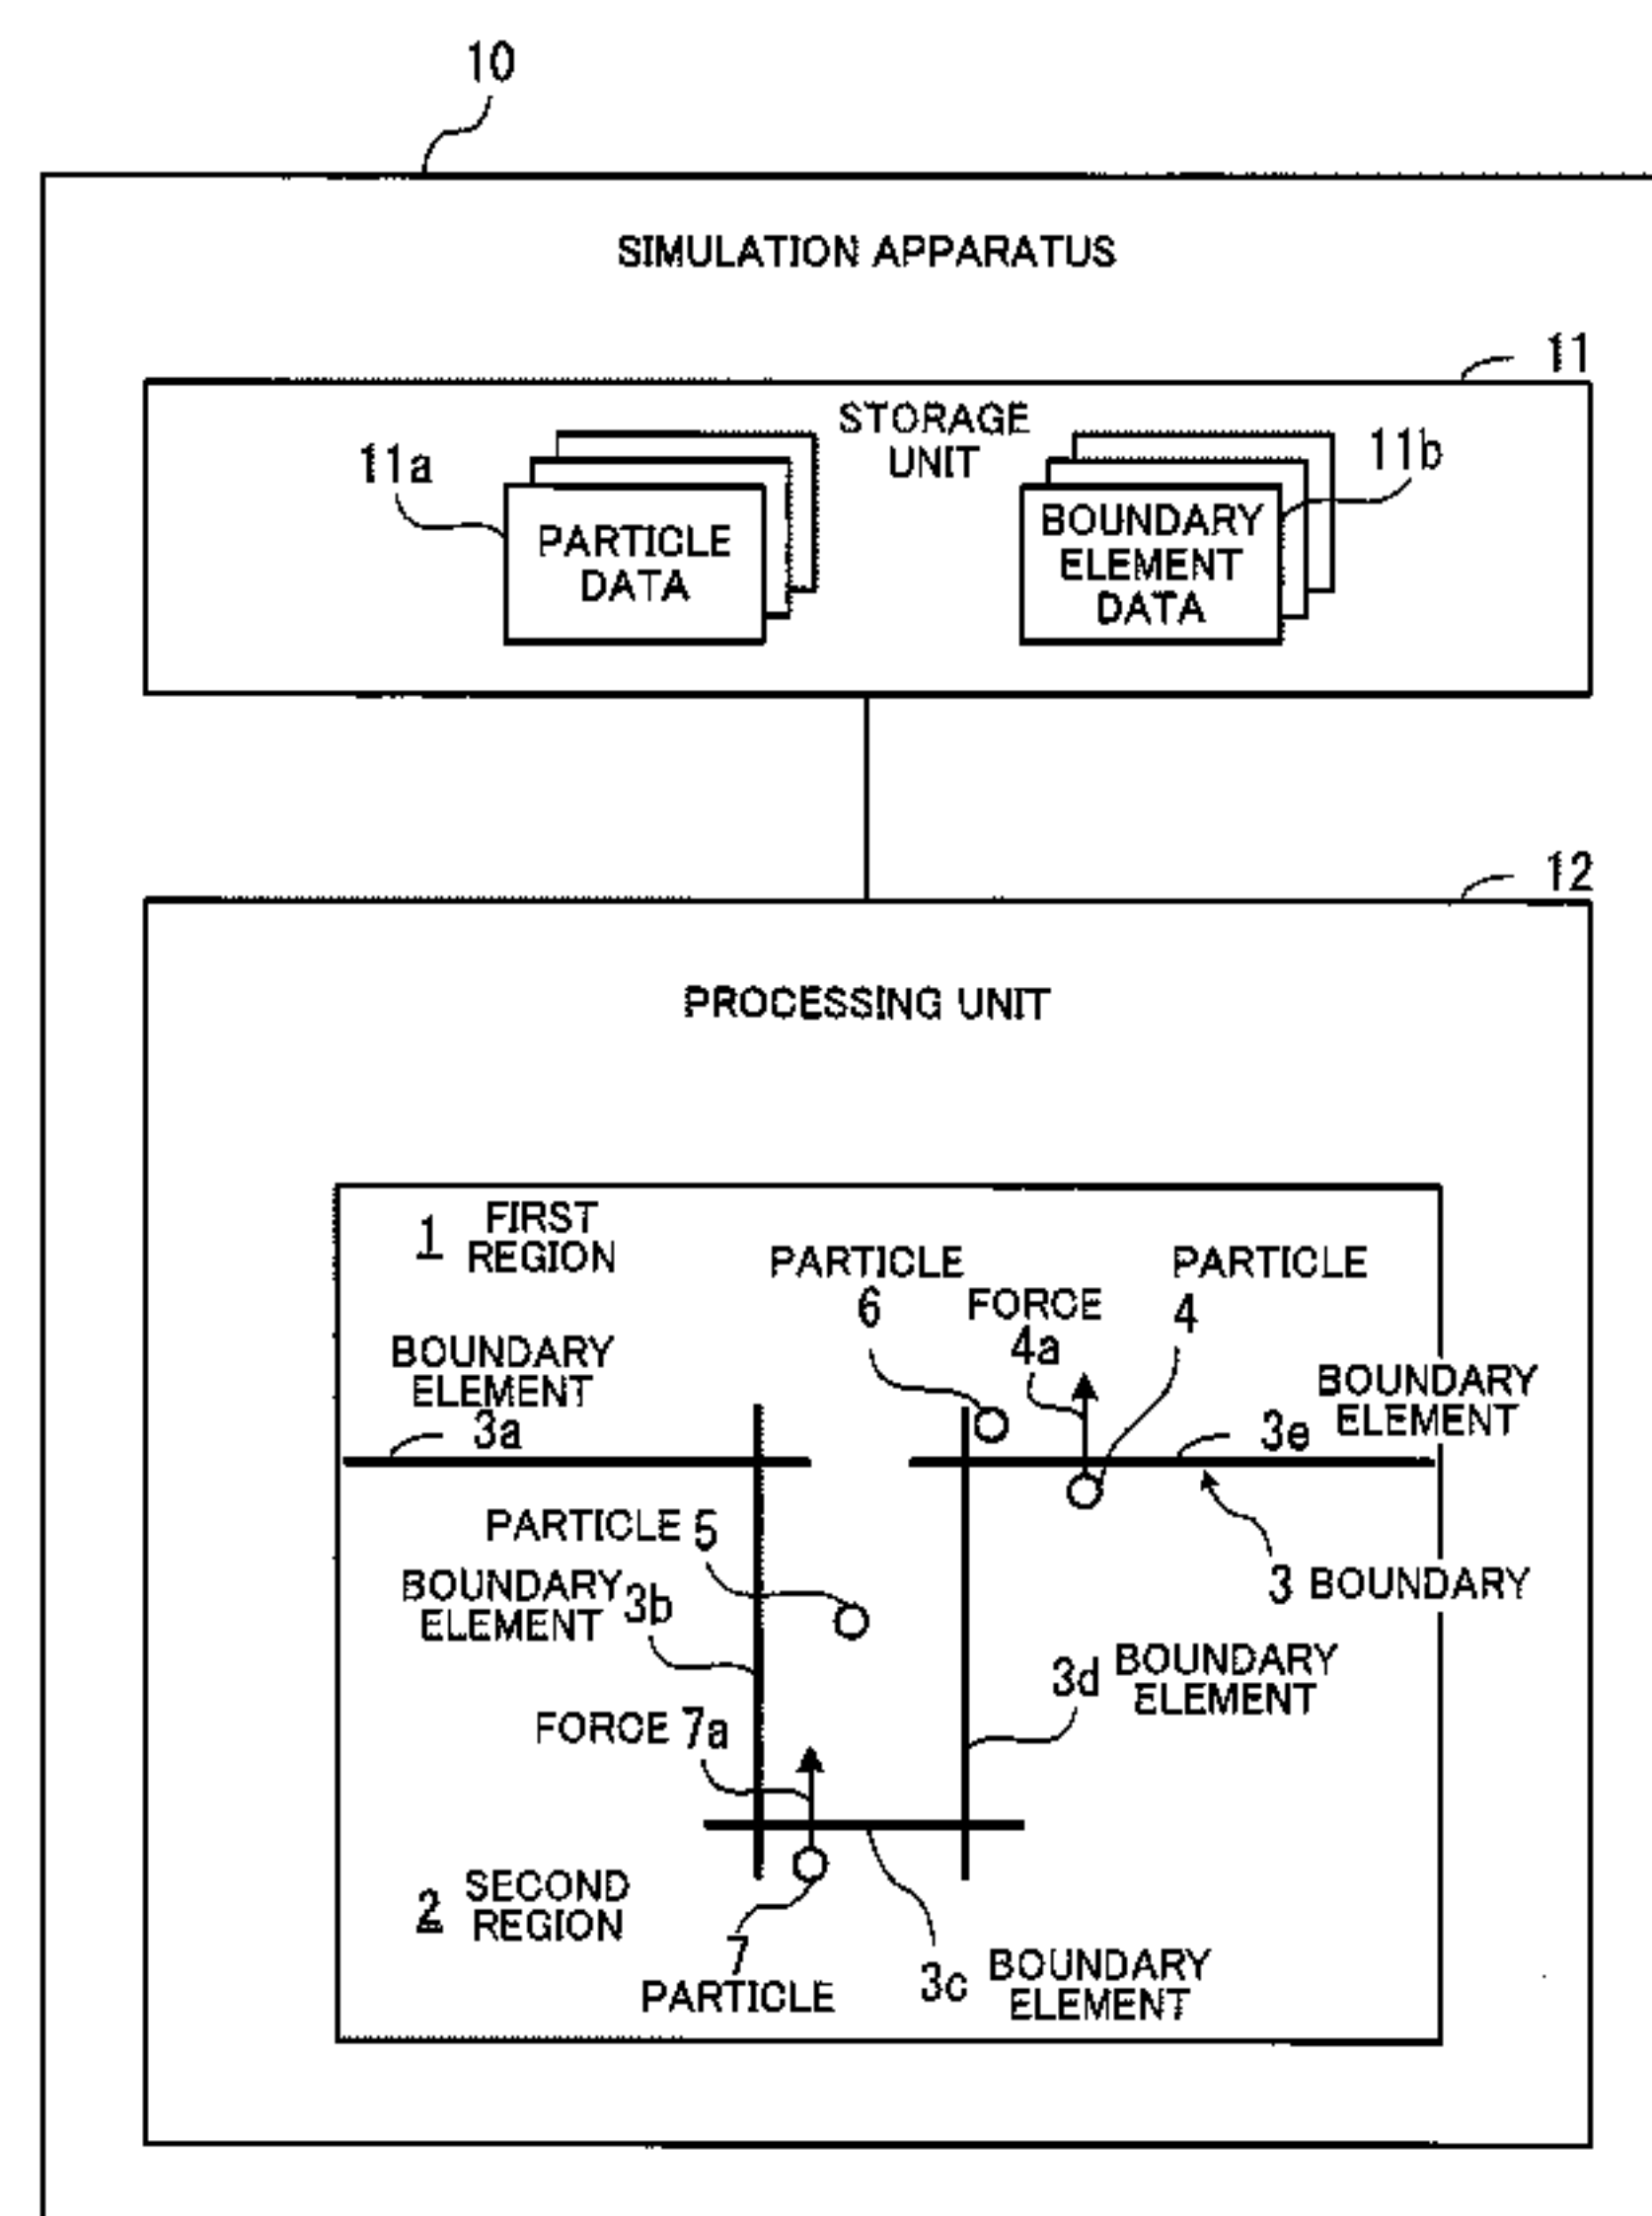 10
SIMULATION APPARATUS
11
STORAGE
UNIT
11a
11b
PARTICLE
DATA
BOUNDARY
ELEMENT
DATA
12
PROCESSING UNIT
1 FIRST
REGION
PARTICLE
6
FORCE
4a
PARTICLE
4
BOUNDARY
ELEMENT
3a
BOUNDARY
ELEMENT
3e
PARTICLE 5
3 BOUNDARY
BOUNDARY
ELEMENT 3b
3d BOUNDARY
ELEMENT
FORCE 7a
2 SECOND
REGION
7
PARTICLE
3c BOUNDARY
ELEMENT